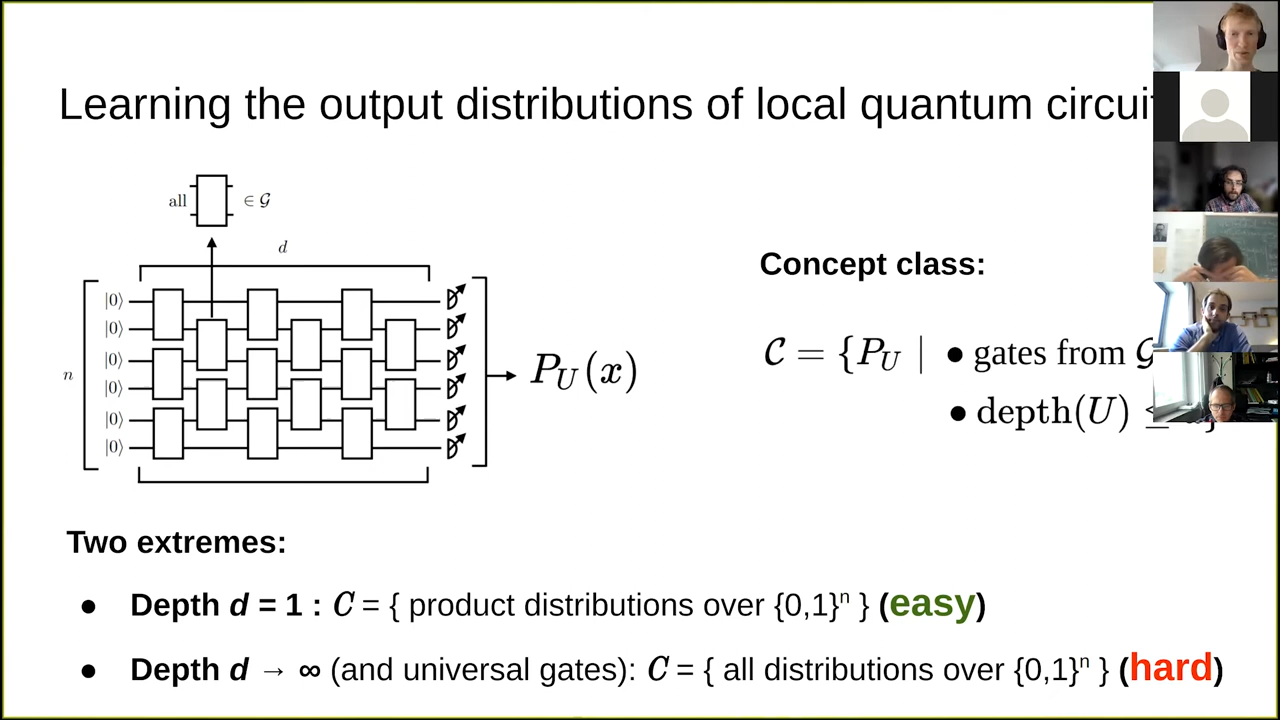 Learning the output distributions of local quantum
all ∈ 𝒢
d
Concept class:
n
|0⟩
|0⟩
|0⟩
|0⟩
|0⟩
|0⟩
P_U(x)
𝒞 = {P_U | ● gates from 𝒢
● depth(U) ≤
Two extremes:
● Depth d = 1 : 𝒞 = { product distributions over {0,1}ⁿ } (easy)
● Depth d → ∞ (and universal gates): 𝒞 = { all distributions over {0,1}ⁿ } (hard)